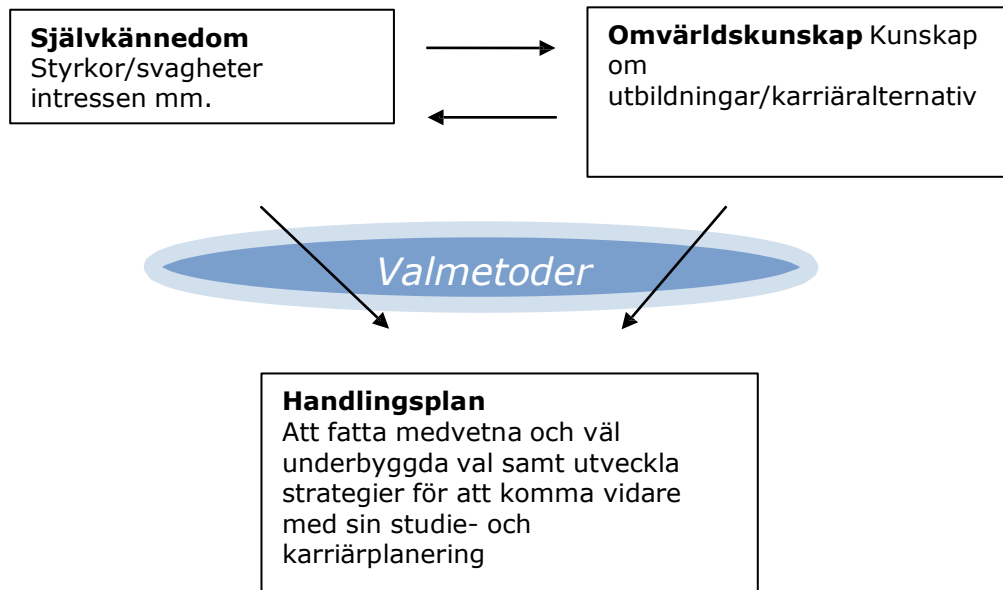 Självkännedom
Styrkor/svagheter
intressen mm.
Omvärldskunskap Kunskap
om
utbildningar/karriäralternativ
Valmetoder
Handlingsplan
Att fatta medvetna och väl
underbyggda val samt utveckla
strategier för att komma vidare
med sin studie- och
karriärplanering